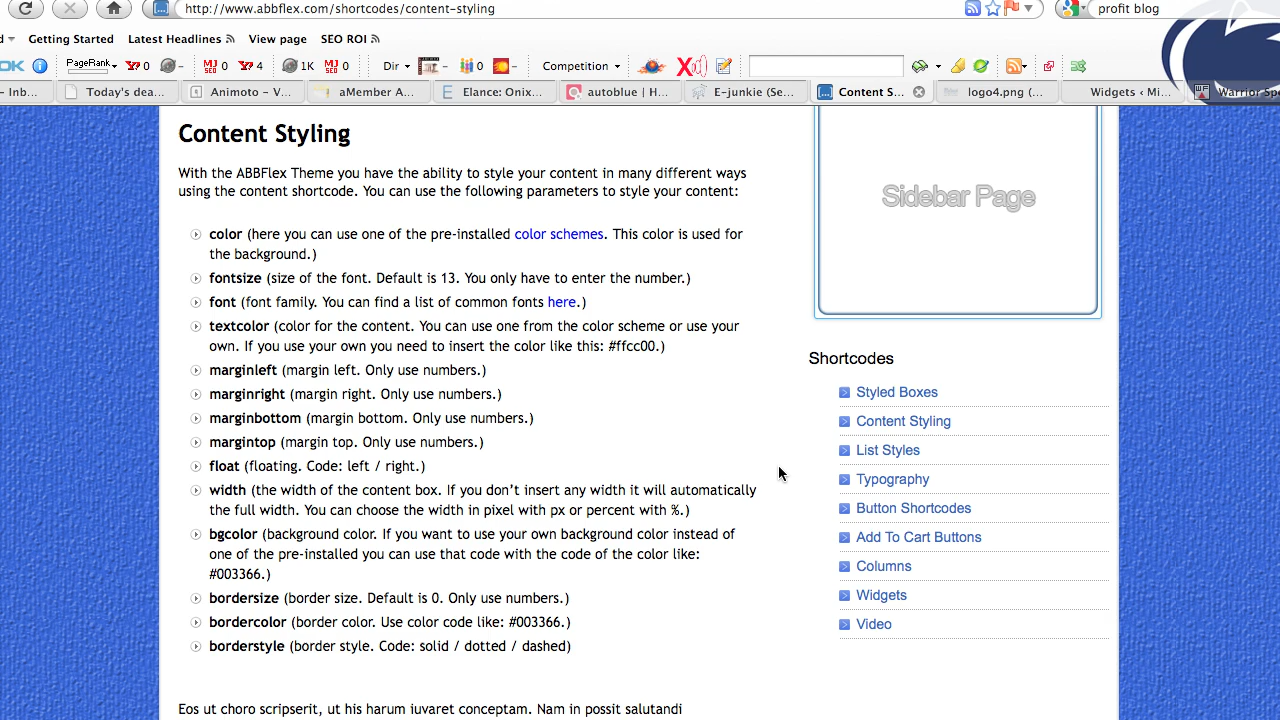 http://www.abbflex.com/shortcodes/content-styling
profit blog
Getting Started Latest Headlines View page SEO ROI
PageRank 0 MJ SEO 0 4 1K MJ SEO 0 Dir 0 Competition X
- Inb... Today's dea... Animoto – V... aMember A... Elance: Onix... autoblue | H... E-junkie (Se... Content S... logo4.png (... Widgets ‹ Mi... Warrior Spe
Content Styling
With the ABBFlex Theme you have the ability to style your content in many different ways
using the content shortcode. You can use the following parameters to style your content:
color (here you can use one of the pre-installed color schemes. This color is used for
the background.)
fontsize (size of the font. Default is 13. You only have to enter the number.)
font (font family. You can find a list of common fonts here.)
textcolor (color for the content. You can use one from the color scheme or use your
own. If you use your own you need to insert the color like this: #ffcc00.)
marginleft (margin left. Only use numbers.)
marginright (margin right. Only use numbers.)
marginbottom (margin bottom. Only use numbers.)
margintop (margin top. Only use numbers.)
float (floating. Code: left / right.)
width (the width of the content box. If you don't insert any width it will automatically
the full width. You can choose the width in pixel with px or percent with %.)
bgcolor (background color. If you want to use your own background color instead of
one of the pre-installed you can use that code with the code of the color like:
#003366.)
bordersize (border size. Default is 0. Only use numbers.)
bordercolor (border color. Use color code like: #003366.)
borderstyle (border style. Code: solid / dotted / dashed)
Eos ut choro scripserit, ut his harum iuvaret conceptam. Nam in possit salutandi
Sidebar Page
Shortcodes
Styled Boxes
Content Styling
List Styles
Typography
Button Shortcodes
Add To Cart Buttons
Columns
Widgets
Video